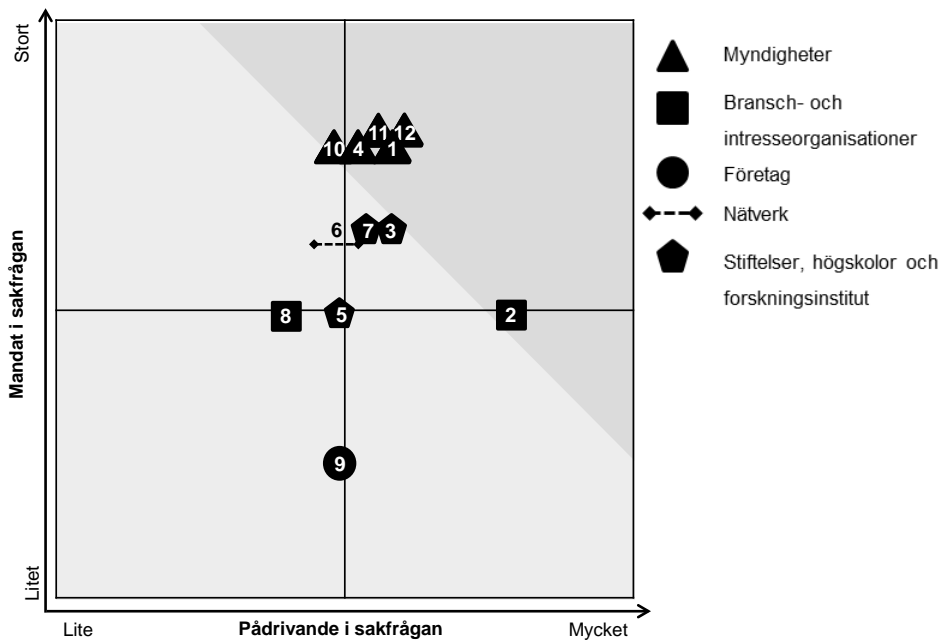 Stort
Mandat i sakfrågan
Litet
11 12
10 4 1
6 7 3
8 5 2
9
Lite Pådrivande i sakfrågan Mycket
Myndigheter
Bransch- och
intresseorganisationer
Företag
Nätverk
Stiftelser, högskolor och
forskningsinstitut